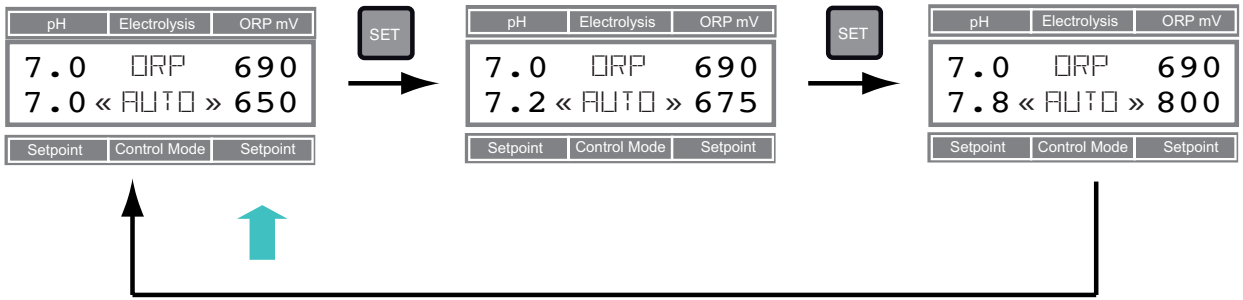 pH Electrolysis ORP mV
7.0 ORP 690
7.0 « AUTO » 650
Setpoint Control Mode Setpoint
SET
pH Electrolysis ORP mV
7.0 ORP 690
7.2 « AUTO » 675
Setpoint Control Mode Setpoint
SET
pH Electrolysis ORP mV
7.0 ORP 690
7.8 « AUTO » 800
Setpoint Control Mode Setpoint